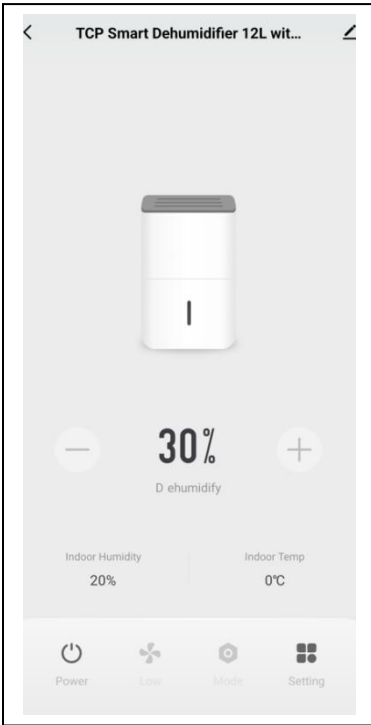 TCP Smart Dehumidifier 12L wit...
30%
D ehumidify
Indoor Humidity
Indoor Temp
20%
0℃
Power
Low
Mode
Setting